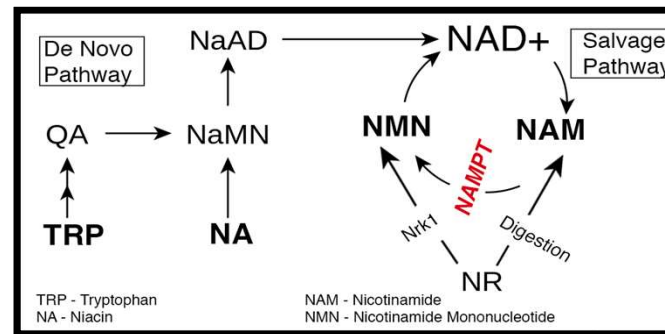 De Novo
Pathway
NaAD
NAD+
Salvage
Pathway
QA
NaMN
NMN
NAM
NAMPT
TRP
NA
Nrk1
Digestion
NR
TRP - Tryptophan
NA - Niacin
NAM - Nicotinamide
NMN - Nicotinamide Mononucleotide